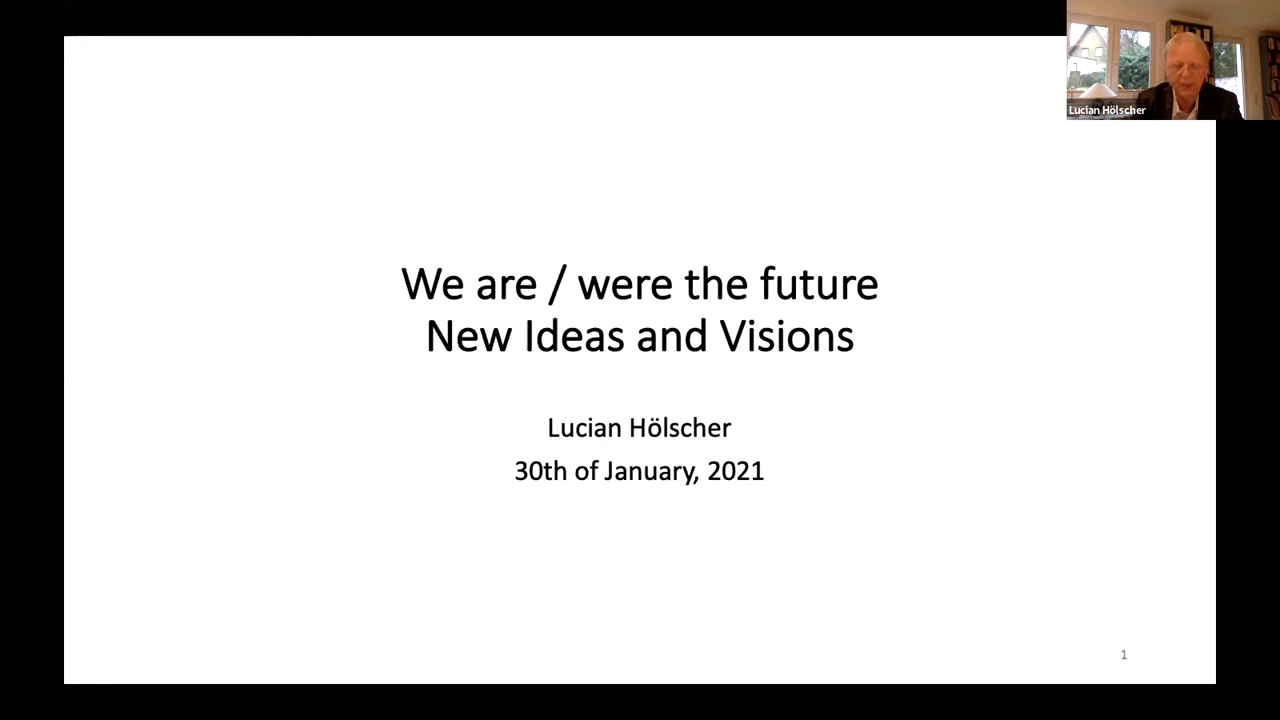 Lucian Hölscher
We are / were the future
New Ideas and Visions
Lucian Hölscher
30th of January, 2021
1